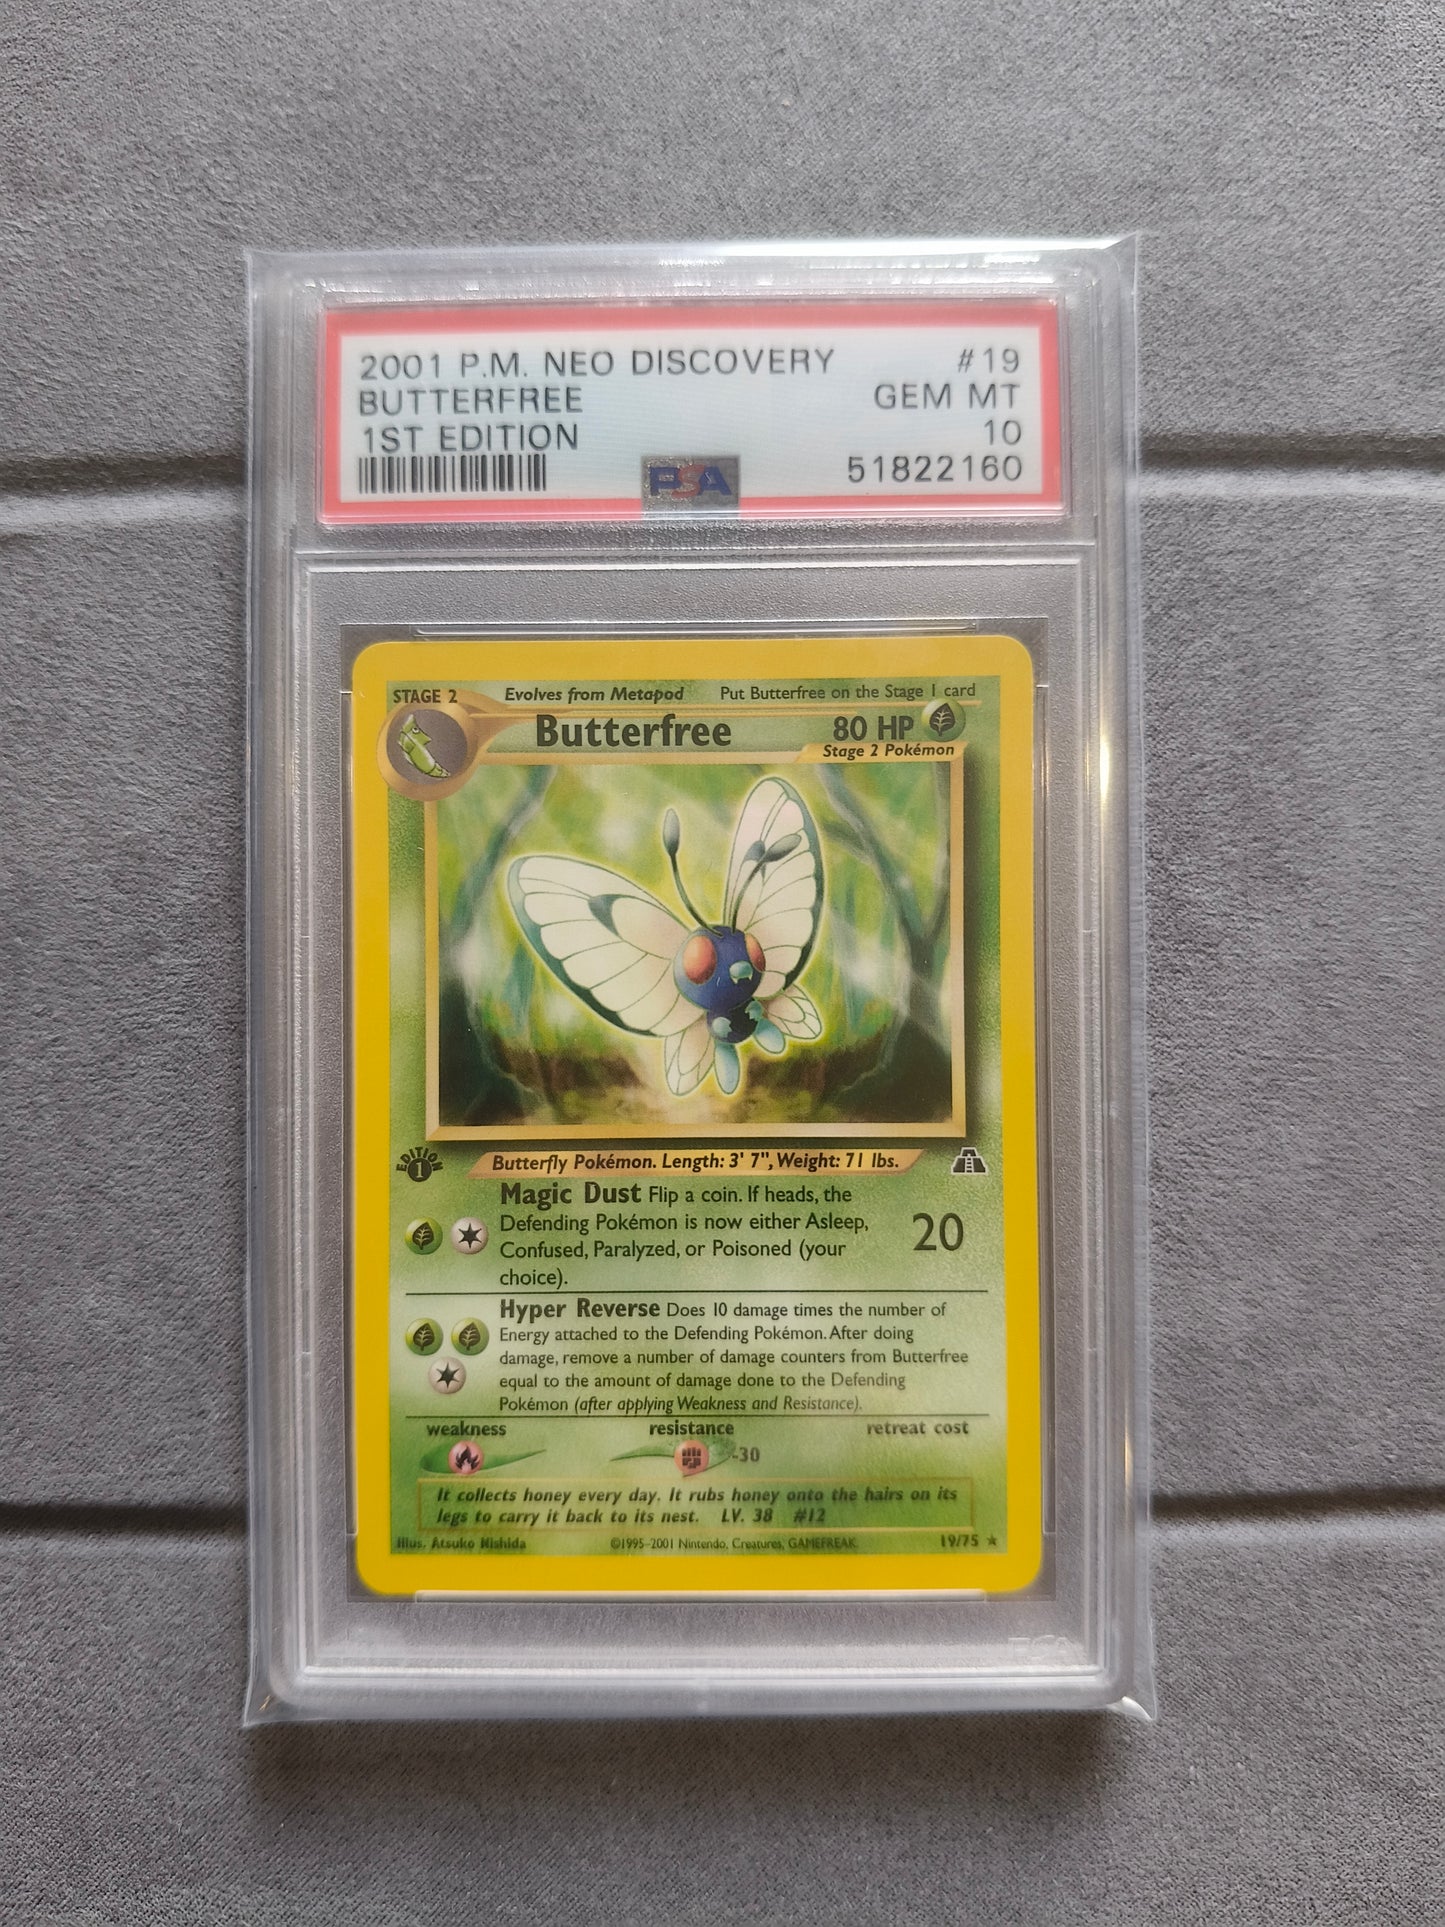 2001 P.M. NEO DISCOVERY #19
BUTTERFREE GEM MT
1ST EDITION 10
PSA 51822160
STAGE 2 Evolves from Metapod Put Butterfree on the Stage 1 card
Butterfree 80 HP
Stage 2 Pokémon
EDITION 1
Butterfly Pokémon. Length: 3' 7", Weight: 71 lbs.
Magic Dust Flip a coin. If heads, the
Defending Pokémon is now either Asleep,
Confused, Paralyzed, or Poisoned (your
choice).
20
Hyper Reverse Does 10 damage times the number of
Energy attached to the Defending Pokémon. After doing
damage, remove a number of damage counters from Butterfree
equal to the amount of damage done to the Defending
Pokémon (after applying Weakness and Resistance).
weakness resistance retreat cost
-30
It collects honey every day. It rubs honey onto the hairs on its
legs to carry it back to its nest. LV. 38 #12
Illus. Atsuko Nishida ©1995-2001 Nintendo, Creatures, GAMEFREAK. 19/75 ★
PSA